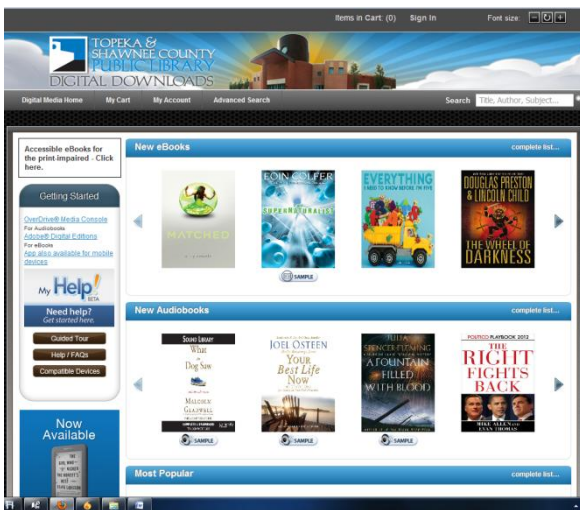 Items in Cart: (0) Sign In Font size:
TOPEKA &
SHAWNEE COUNTY
PUBLIC LIBRARY
DIGITAL DOWNLOADS
Digital Media Home My Cart My Account Advanced Search Search Title, Author, Subject...
Accessible eBooks for
the print-impaired - Click
here.
Getting Started
OverDrive® Media Console
For Audiobooks
Adobe® Digital Editions
For eBooks
App also available for mobile
devices
My Help!
BETA
Need help?
Get started here.
Guided Tour
Help / FAQs
Compatible Devices
Now
Available
New eBooks complete list...
MATCHED
EOIN COLFER
SUPERNATURALIST
SAMPLE
EVERYTHING
I NEED TO KNOW BEFORE I'M FIVE
DOUGLAS PRESTON
& LINCOLN CHILD
THE WHEEL OF
DARKNESS
New Audiobooks complete list...
SOUND LIBRARY
What
Dog Saw
MALCOLM
GLADWELL
SAMPLE
JOEL OSTEEN
YOUR
Best Life
Now
SAMPLE
JULIA
SPENCER-FLEMING
A FOUNTAIN
FILLED
WITH BLOOD
SAMPLE
POLITICO PLAYBOOK 2012
THE
RIGHT
FIGHTS
BACK
MIKE ALLEN AND
EVAN THOMAS
Most Popular complete list...